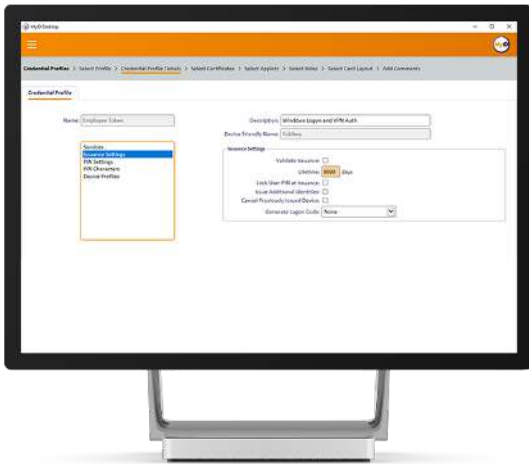 MyID Desktop
MyID
Credential Profiles > Select Profile > Credential Profile Details > Select Certificates > Select Applets > Select Roles > Select Card Layout > Add Comments
Credential Profile
Name: Employee Token
Description: Windows Logon and VPN Auth
Device Friendly Name: YubiKey
Services
Issuance Settings
PIN Settings
PIN Characters
Device Profiles
Issuance Settings
Validate Issuance:
Lifetime: days
Lock User PIN at Issuance:
Issue Additional Identities:
Cancel Previously Issued Device:
Generate Logon Code: None